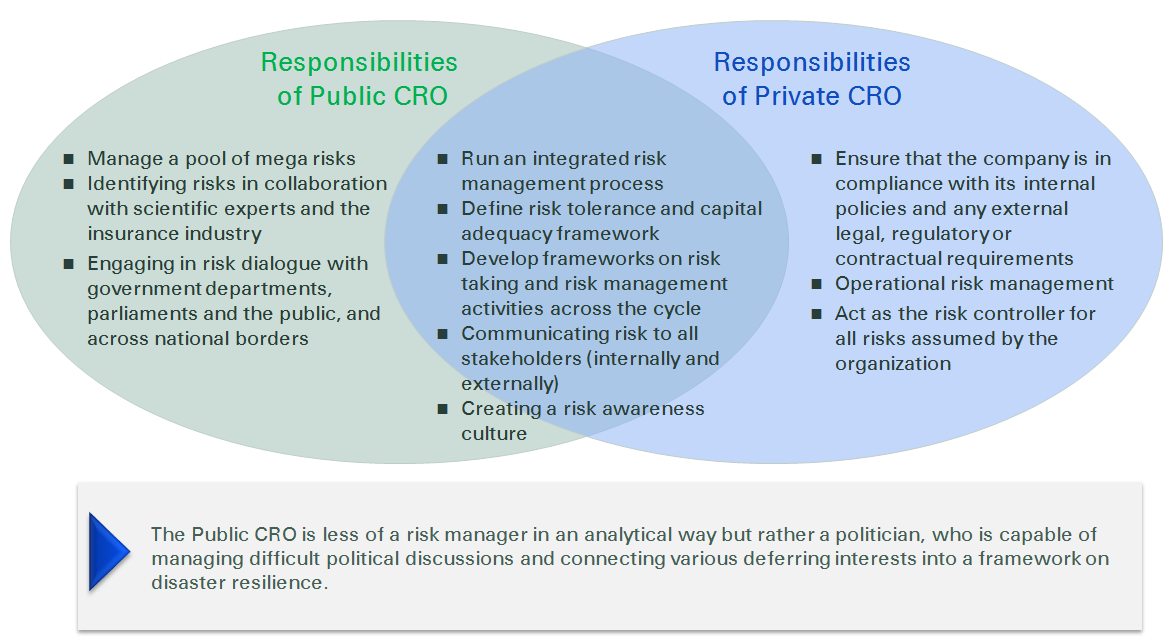 Responsibilities
of Public CRO
■ Manage a pool of mega risks
■ Identifying risks in collaboration
with scientific experts and the
insurance industry
■ Engaging in risk dialogue with
government departments,
parliaments and the public, and
across national borders
■ Run an integrated risk
management process
■ Define risk tolerance and capital
adequacy framework
■ Develop frameworks on risk
taking and risk management
activities across the cycle
■ Communicating risk to all
stakeholders (internally and
externally)
■ Creating a risk awareness
culture
Responsibilities
of Private CRO
■ Ensure that the company is in
compliance with its internal
policies and any external
legal, regulatory or
contractual requirements
■ Operational risk management
■ Act as the risk controller for
all risks assumed by the
organization
The Public CRO is less of a risk manager in an analytical way but rather a politician, who is capable of
managing difficult political discussions and connecting various deferring interests into a framework on
disaster resilience.